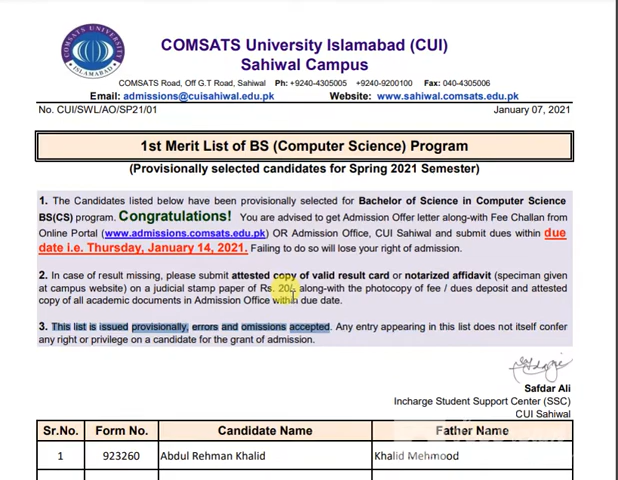 COMSATS University Islamabad (CUI)
Sahiwal Campus
COMSATS Road, Off G.T Road, Sahiwal Ph: +9240-4305005 +9240-9200100 Fax: 040-4305006
Email: admissions@cuisahiwal.edu.pk Website: www.sahiwal.comsats.edu.pk
No. CUI/SWL/AO/SP21/01 January 07, 2021
1st Merit List of BS (Computer Science) Program
(Provisionally selected candidates for Spring 2021 Semester)
1. The Candidates listed below have been provisionally selected for Bachelor of Science in Computer Science
BS(CS) program. Congratulations! You are advised to get Admission Offer letter along-with Fee Challan from
Online Portal (www.admissions.comsats.edu.pk) OR Admission Office, CUI Sahiwal and submit dues within due
date i.e. Thursday, January 14, 2021. Failing to do so will lose your right of admission.
2. In case of result missing, please submit attested copy of valid result card or notarized affidavit (speciman given
at campus website) on a judicial stamp paper of Rs. 20/- along-with the photocopy of fee / dues deposit and attested
copy of all academic documents in Admission Office within due date.
3. This list is issued provisionally, errors and omissions accepted. Any entry appearing in this list does not itself confer
any right or privilege on a candidate for the grant of admission.
Safdar Ali
Incharge Student Support Center (SSC)
CUI Sahiwal
Sr.No. Form No. Candidate Name Father Name
1 923260 Abdul Rehman Khalid Khalid Mehmood